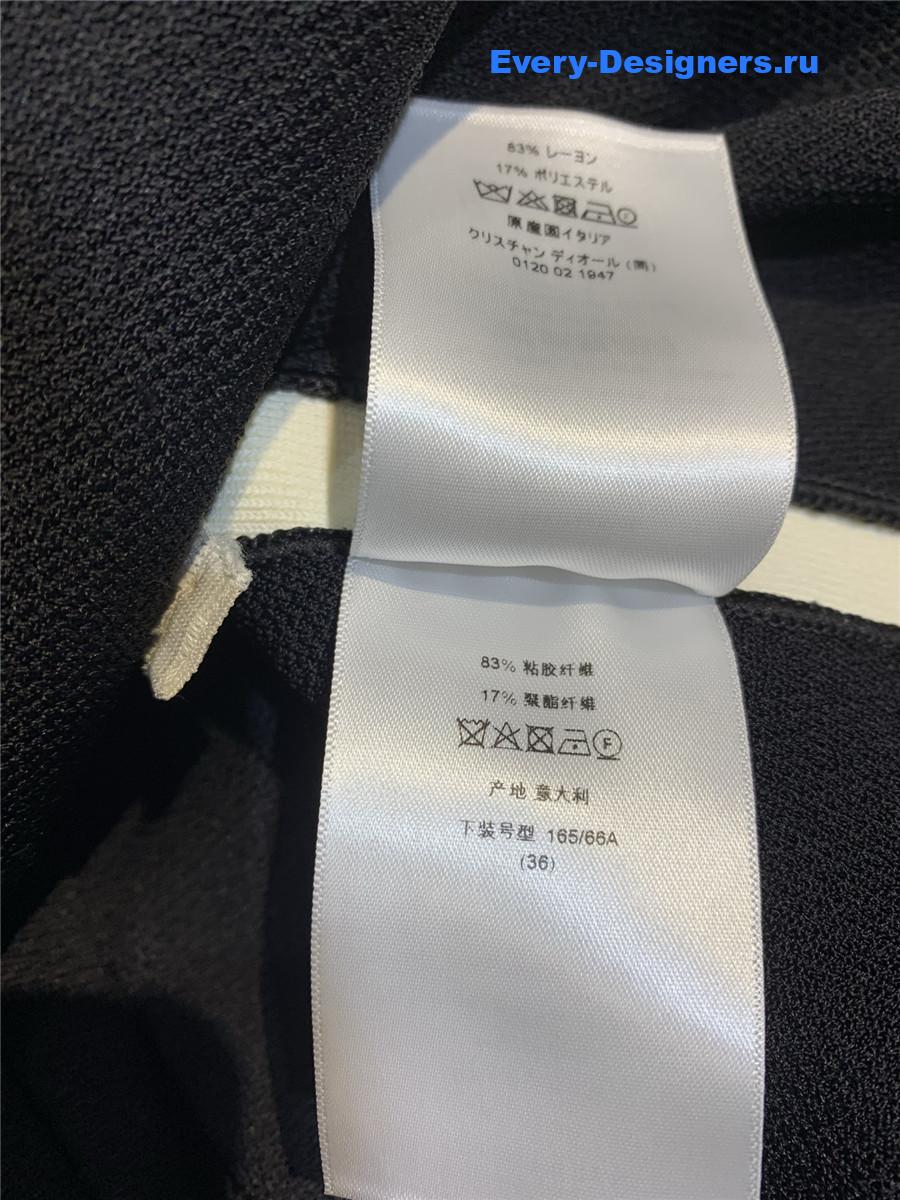 Every-Designers.ru
83% レーヨン
17% ポリエステル
原産国イタリア
クリスチャン ディオール (株)
0120 02 1947
83% 粘胶纤维
17% 聚酯纤维
F
产地 意大利
下装号型 165/66A
(36)